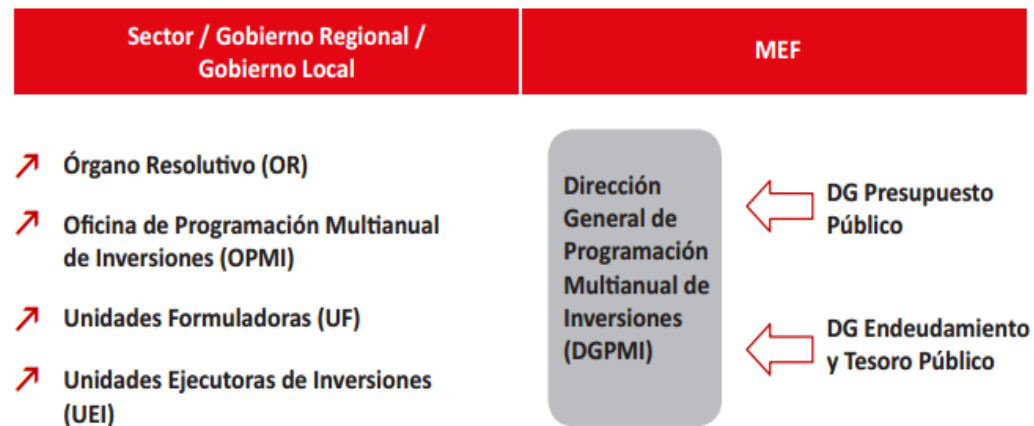 Sector / Gobierno Regional /
Gobierno Local
MEF
Órgano Resolutivo (OR)
Oficina de Programación Multianual
de Inversiones (OPMI)
Unidades Formuladoras (UF)
Unidades Ejecutoras de Inversiones
(UEI)
Dirección
General de
Programación
Multianual de
Inversiones
(DGPMI)
DG Presupuesto
Público
DG Endeudamiento
y Tesoro Público